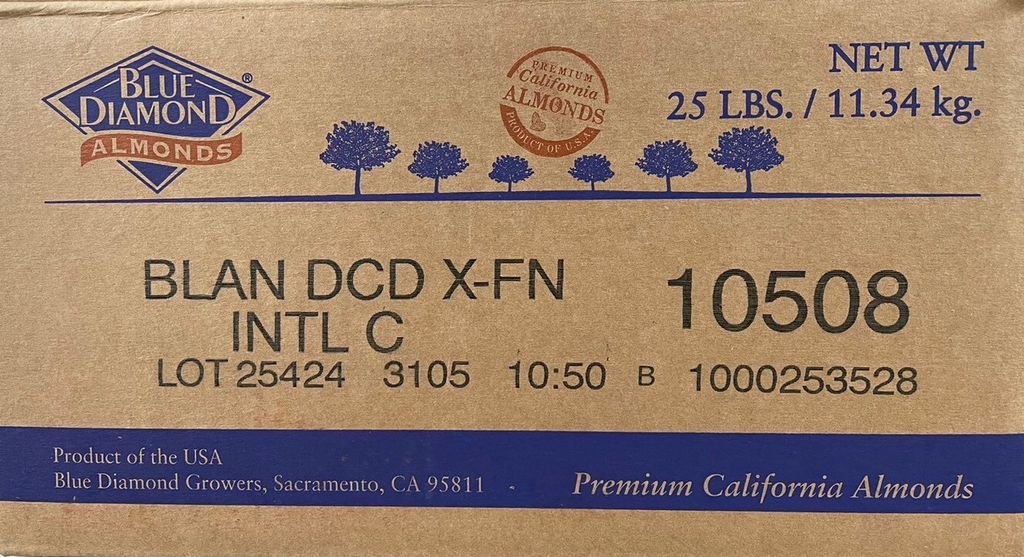 BLUE
DIAMOND®
ALMONDS
PREMIUM
California
ALMONDS
PRODUCT OF U.S.A.
NET WT
25 LBS. / 11.34 kg.
BLAN DCD X-FN
INTL C
10508
LOT 25424 3105 10:50 B 1000253528
Product of the USA
Blue Diamond Growers, Sacramento, CA 95811
Premium California Almonds